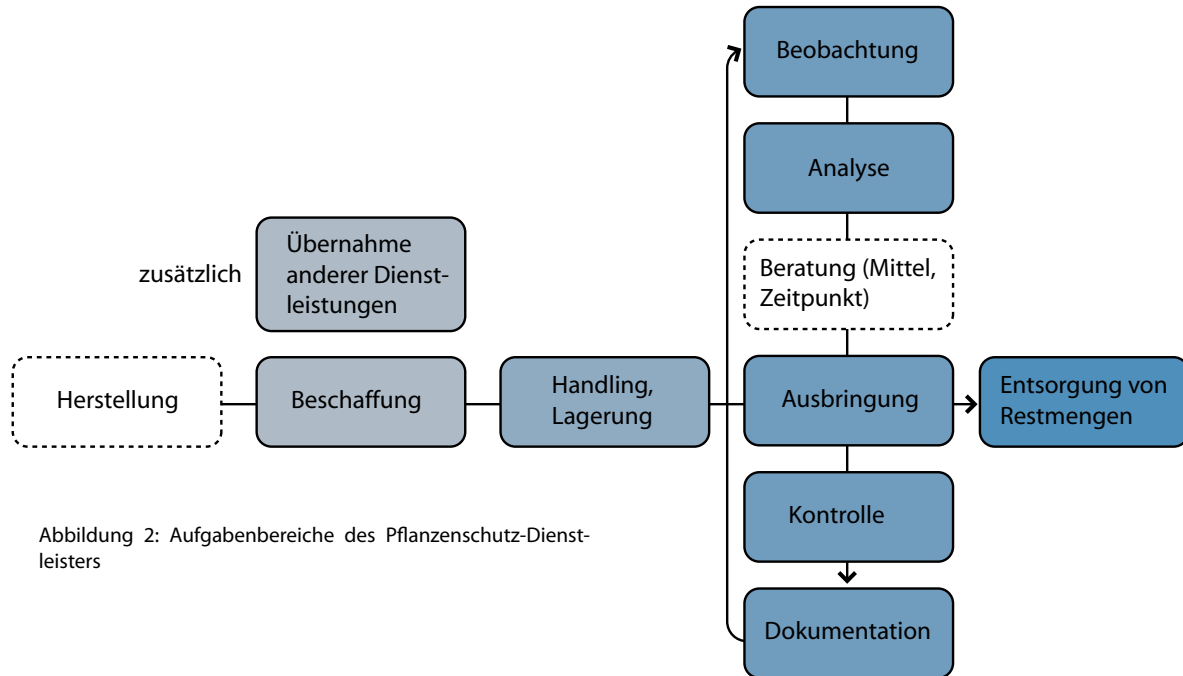 Beobachtung
Analyse
zusätzlich
Übernahme
anderer Dienst-
leistungen
Beratung (Mittel,
Zeitpunkt)
Herstellung
Beschaffung
Handling,
Lagerung
Ausbringung
Entsorgung von
Restmengen
Kontrolle
Abbildung 2: Aufgabenbereiche des Pflanzenschutz-Dienst-
leisters
Dokumentation